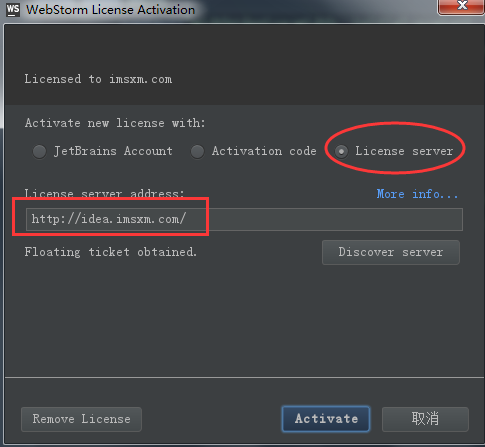 WS WebStorm License Activation
Licensed to imsxm.com
Activate new license with:
JetBrains Account Activation code License server
License server address: More info...
http://idea.imsxm.com/
Floating ticket obtained. Discover server
Remove License Activate 取消